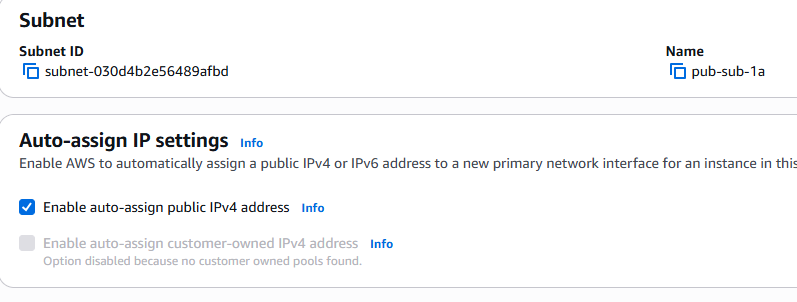 Subnet
Subnet ID
subnet-030d4b2e56489afbd
Name
pub-sub-1a
Auto-assign IP settings Info
Enable AWS to automatically assign a public IPv4 or IPv6 address to a new primary network interface for an instance in this
Enable auto-assign public IPv4 address Info
Enable auto-assign customer-owned IPv4 address Info
Option disabled because no customer owned pools found.